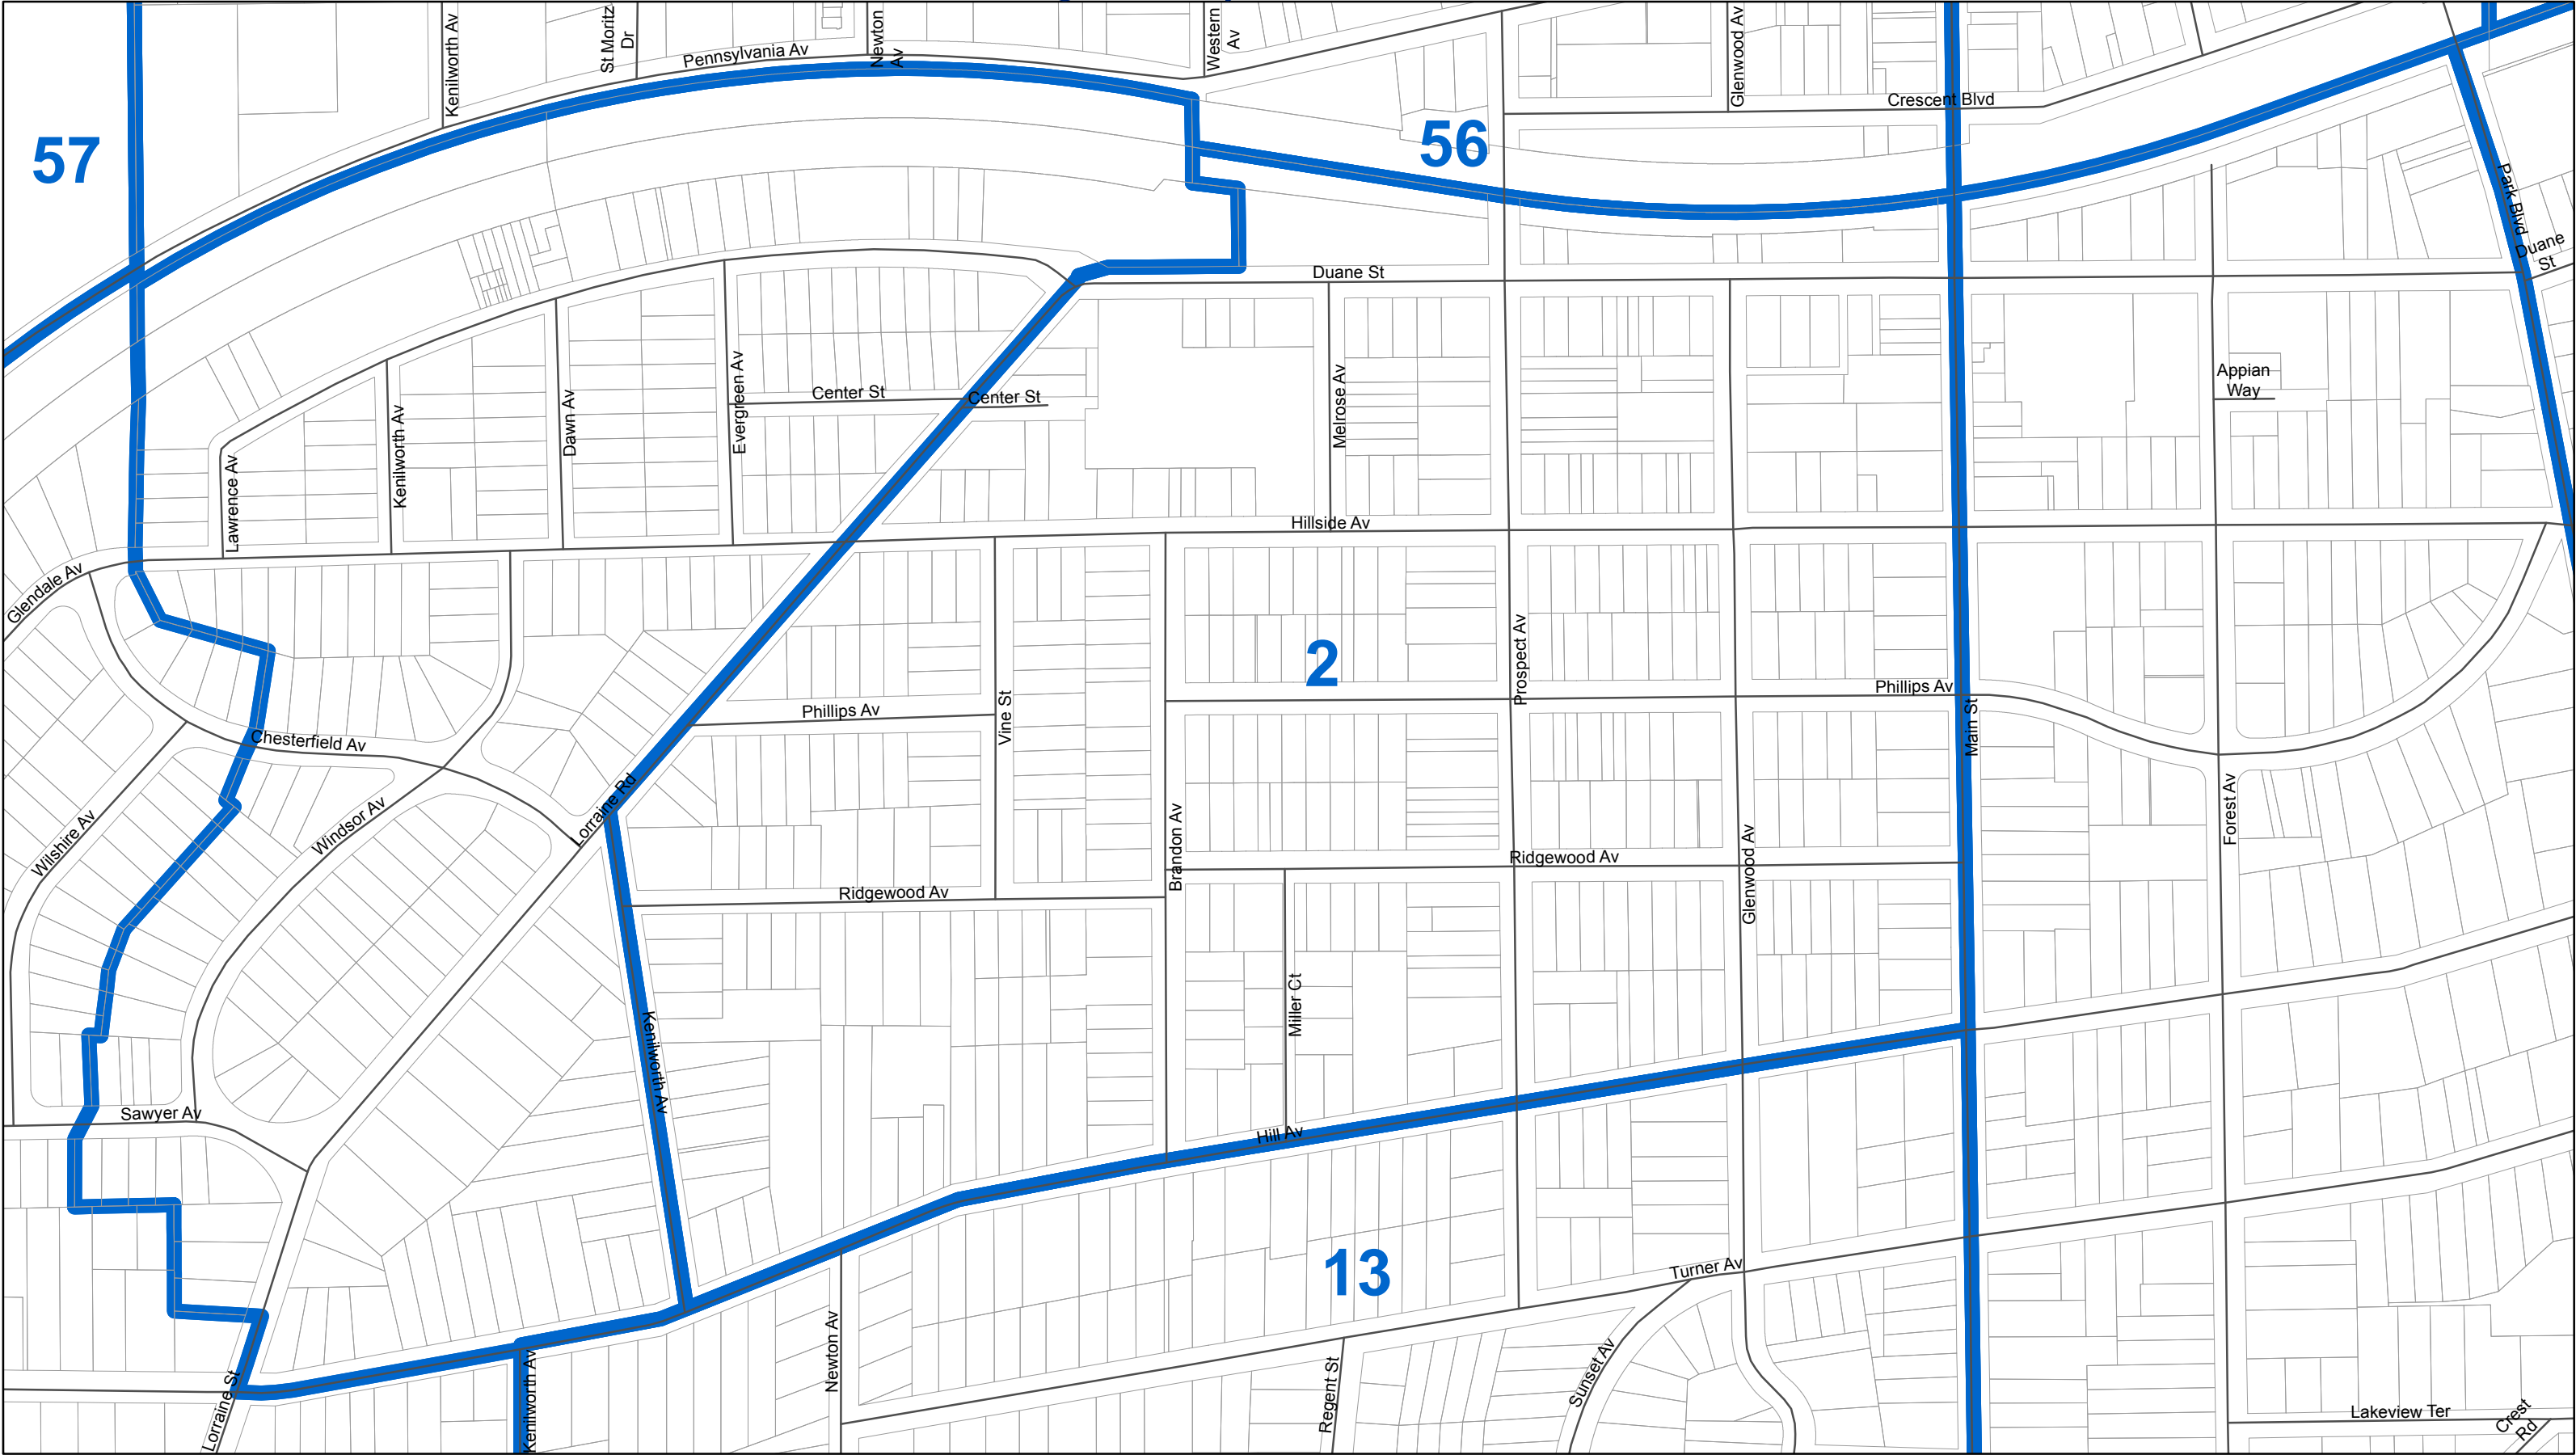 Kenilworth Av
St Moritz
Dr
Pennsylvania Av
Newton
Av
Western
Av
Glenwood Av
Crescent Blvd
57
56
Park Blvd
Duane
St
Duane St
Center St
Center St
Appian
Way
Lawrence Av
Kenilworth Av
Dawn Av
Evergreen Av
Melrose Av
Hillside Av
Glendale Av
2
Prospect Av
Phillips Av
Phillips Av
Vine St
Main St
Chesterfield Av
Lorraine Rd
Windsor Av
Wilshire Av
Brandon Av
Forest Av
Glenwood Av
Ridgewood Av
Ridgewood Av
Miller Ct
Kenilworth Av
Sawyer Av
Hill Av
13
Turner Av
Newton Av
Kenilworth Av
Lorraine St
Regent St
Sunset Av
Lakeview Ter
Crest
Rd